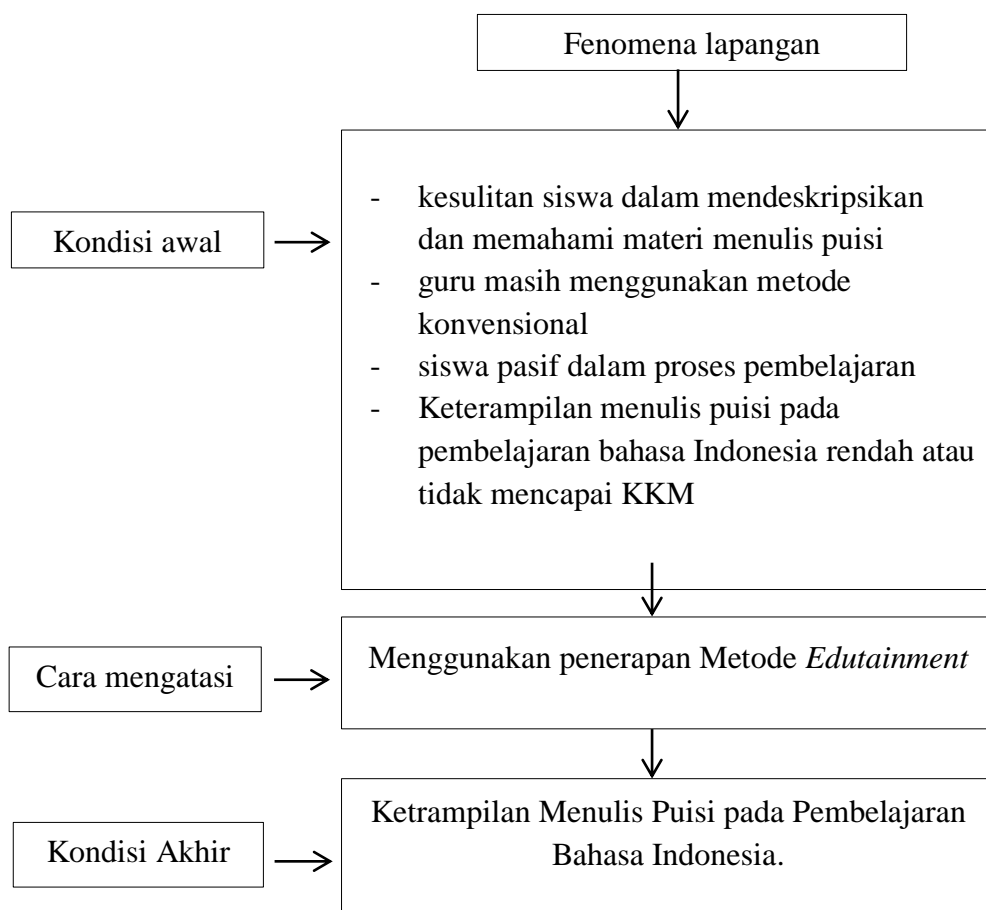 Fenomena lapangan
Kondisi awal
- kesulitan siswa dalam mendeskripsikan
dan memahami materi menulis puisi
- guru masih menggunakan metode
konvensional
- siswa pasif dalam proses pembelajaran
- Keterampilan menulis puisi pada
pembelajaran bahasa Indonesia rendah atau
tidak mencapai KKM
Cara mengatasi
Menggunakan penerapan Metode Edutainment
Kondisi Akhir
Ketrampilan Menulis Puisi pada Pembelajaran
Bahasa Indonesia.